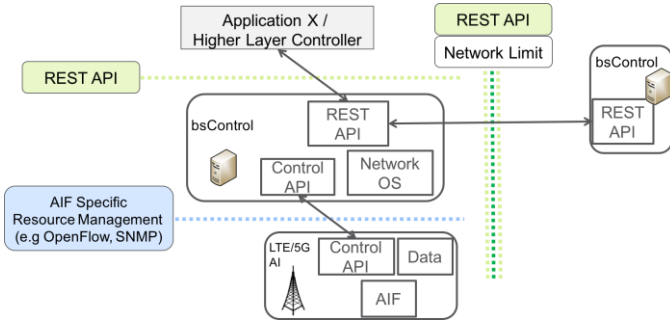 Application X /
Higher Layer Controller
REST API
Network Limit
REST API
bsControl
REST
API
bsControl
REST
API
Control
API
Network
OS
AIF Specific
Resource Management
(e.g OpenFlow, SNMP)
LTE/5G
AI
Control
API
Data
AIF